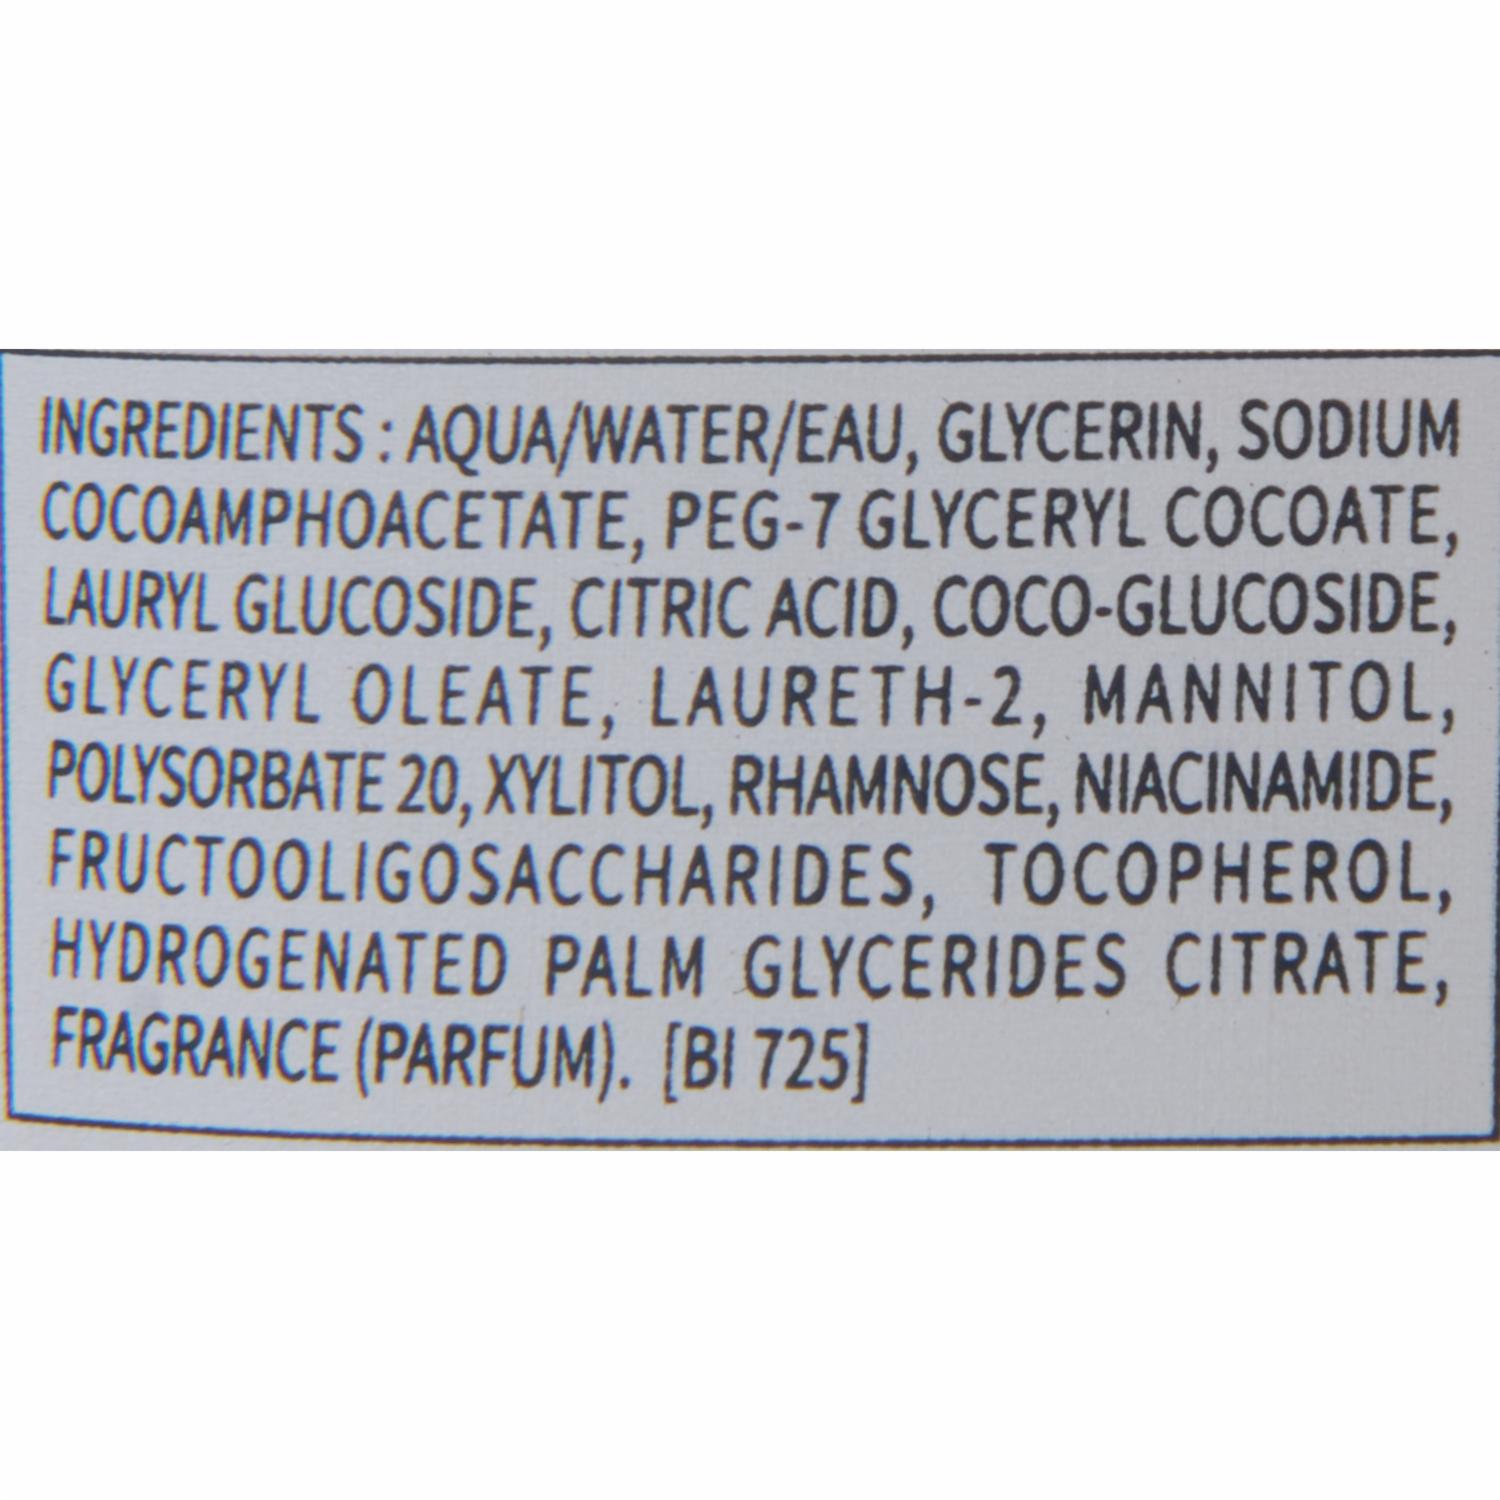 INGREDIENTS : AQUA/WATER/EAU, GLYCERIN, SODIUM
COCOAMPHOACETATE, PEG-7 GLYCERYL COCOATE,
LAURYL GLUCOSIDE, CITRIC ACID, COCO-GLUCOSIDE,
GLYCERYL OLEATE, LAURETH-2, MANNITOL,
POLYSORBATE 20, XYLITOL, RHAMNOSE, NIACINAMIDE,
FRUCTOOLIGOSACCHARIDES, TOCOPHEROL,
HYDROGENATED PALM GLYCERIDES CITRATE,
FRAGRANCE (PARFUM). [BI 725]